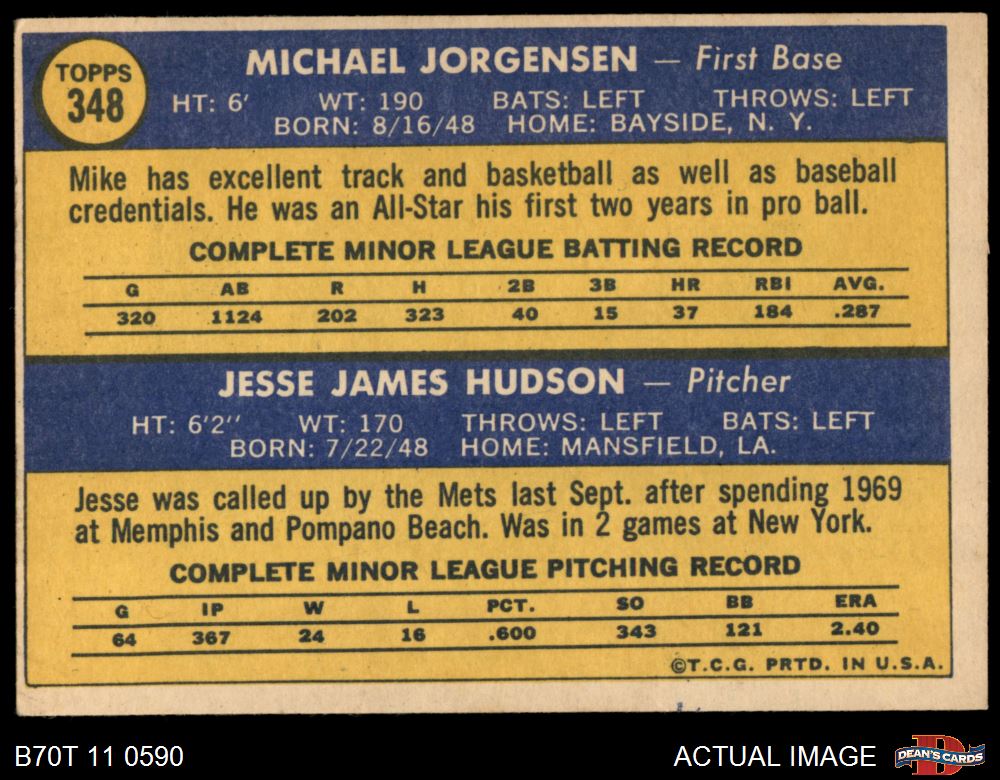 TOPPS
348
MICHAEL JORGENSEN — First Base
HT: 6' WT: 190 BATS: LEFT THROWS: LEFT
BORN: 8/16/48 HOME: BAYSIDE, N. Y.
Mike has excellent track and basketball as well as baseball
credentials. He was an All-Star his first two years in pro ball.
COMPLETE MINOR LEAGUE BATTING RECORD
G AB R H 2B 3B HR RBI AVG.
320 1124 202 323 40 15 37 184 .287
JESSE JAMES HUDSON — Pitcher
HT: 6'2'' WT: 170 THROWS: LEFT BATS: LEFT
BORN: 7/22/48 HOME: MANSFIELD, LA.
Jesse was called up by the Mets last Sept. after spending 1969
at Memphis and Pompano Beach. Was in 2 games at New York.
COMPLETE MINOR LEAGUE PITCHING RECORD
G IP W L PCT. SO BB ERA
64 367 24 16 .600 343 121 2.40
©T.C.G. PRTD. IN U.S.A.
B70T 11 0590 ACTUAL IMAGE D DEAN'S CARDS